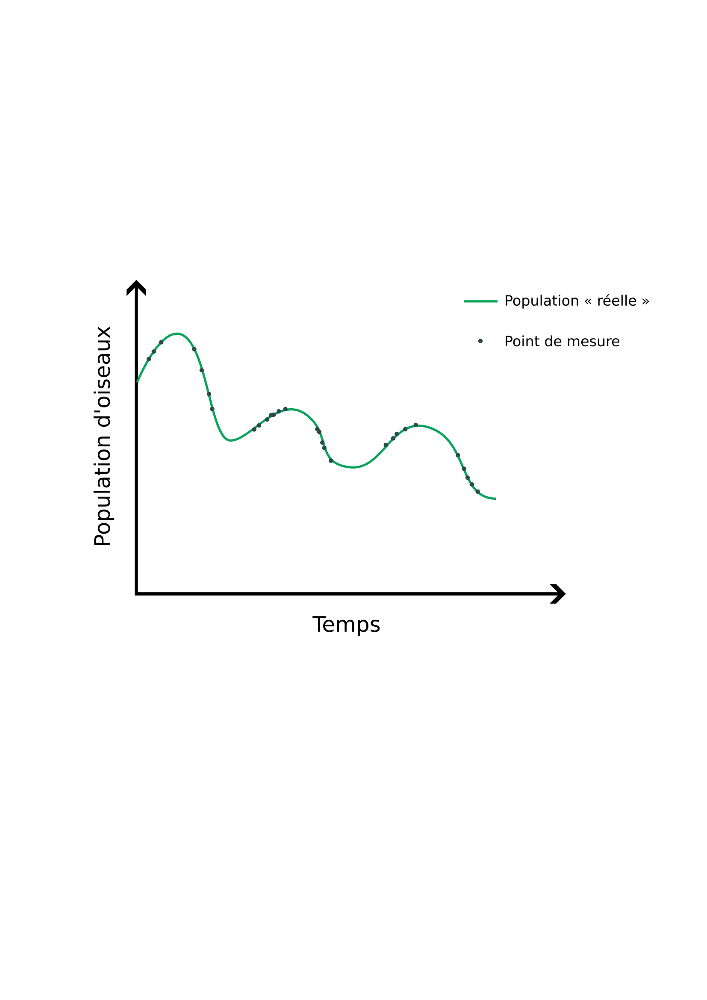 Population « réelle »
Point de mesure
Population d'oiseaux
Temps